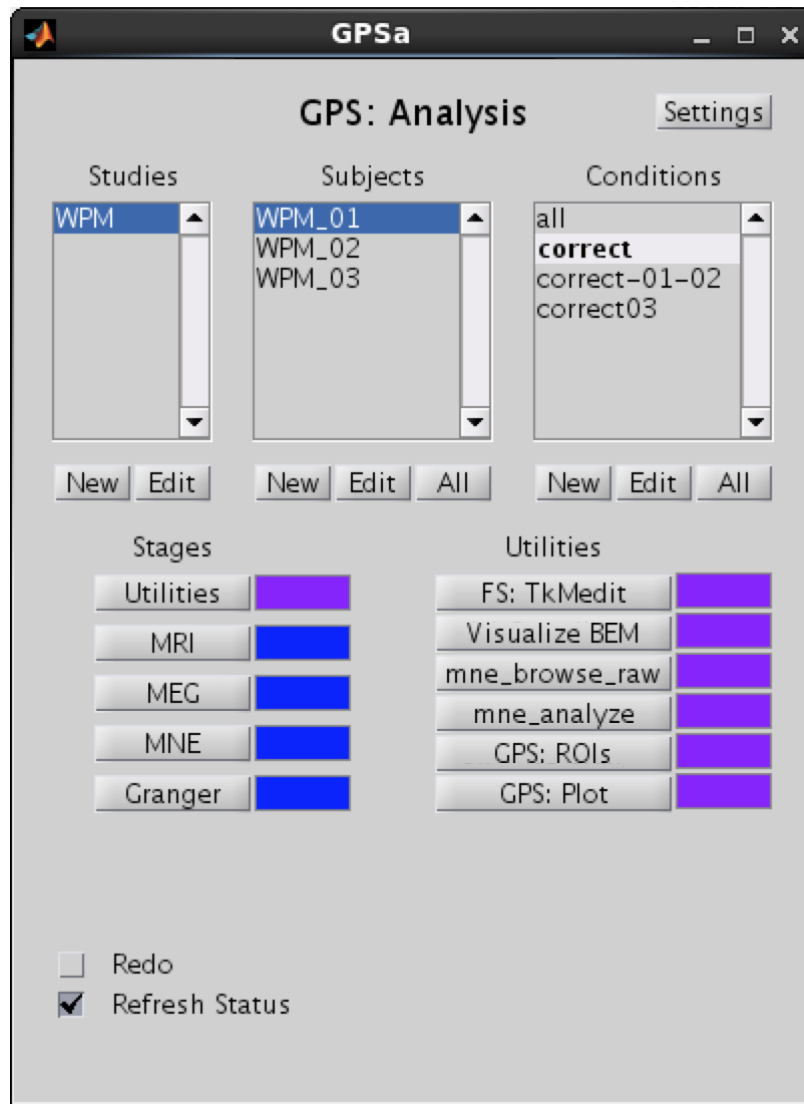 GPSa
GPS: Analysis
Settings
Studies
Subjects
Conditions
WPM
WPM_01
WPM_02
WPM_03
all
correct
correct-01-02
correct03
New Edit
New Edit All
New Edit All
Stages
Utilities
MRI
MEG
MNE
Granger
Utilities
FS: TkMedit
Visualize BEM
mne_browse_raw
mne_analyze
GPS: ROIs
GPS: Plot
Redo
Refresh Status